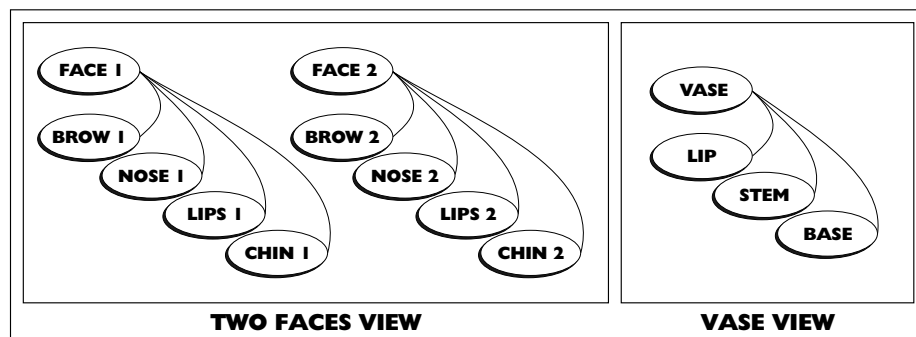 FACE 1
BROW 1
NOSE 1
LIPS 1
CHIN 1
FACE 2
BROW 2
NOSE 2
LIPS 2
CHIN 2
TWO FACES VIEW
VASE
LIP
STEM
BASE
VASE VIEW